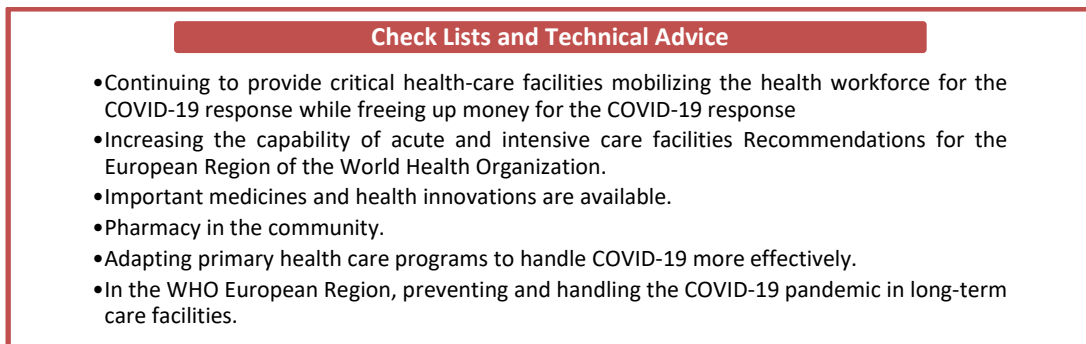 Check Lists and Technical Advice
•Continuing to provide critical health-care facilities mobilizing the health workforce for the
COVID-19 response while freeing up money for the COVID-19 response
•Increasing the capability of acute and intensive care facilities Recommendations for the
European Region of the World Health Organization.
•Important medicines and health innovations are available.
•Pharmacy in the community.
•Adapting primary health care programs to handle COVID-19 more effectively.
•In the WHO European Region, preventing and handling the COVID-19 pandemic in long-term
care facilities.